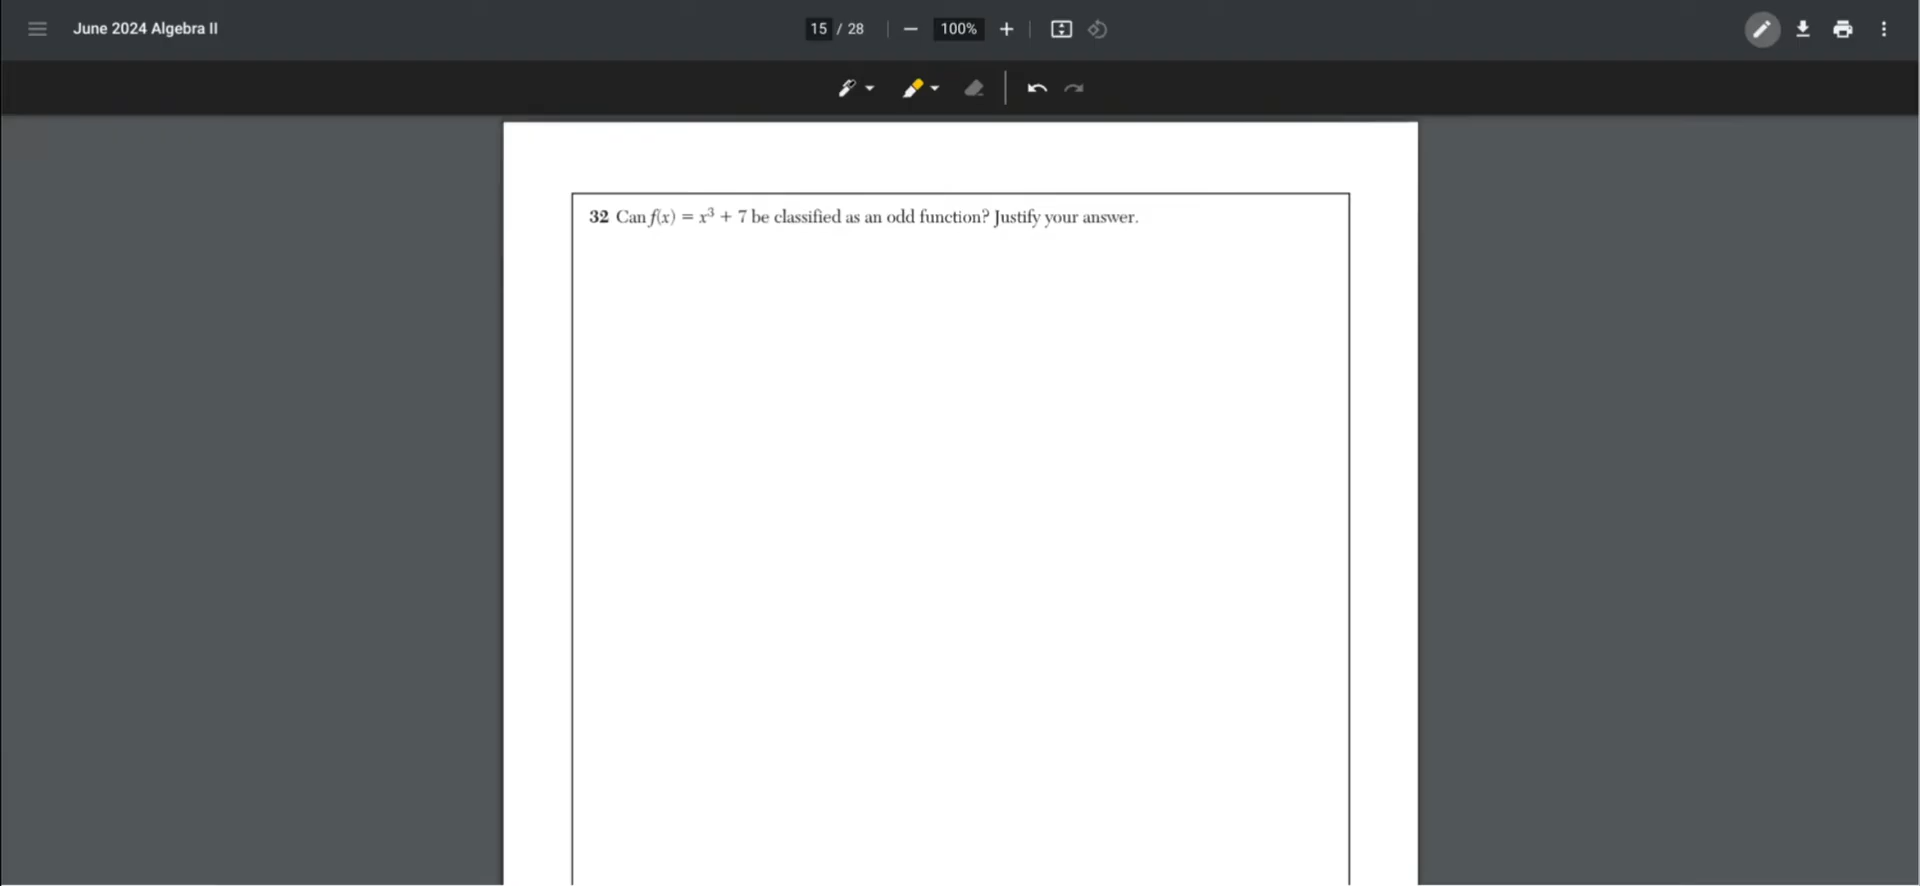 June 2024 Algebra II
15 / 28
100%
32 Can f(x) = x³ + 7 be classified as an odd function? Justify your answer.